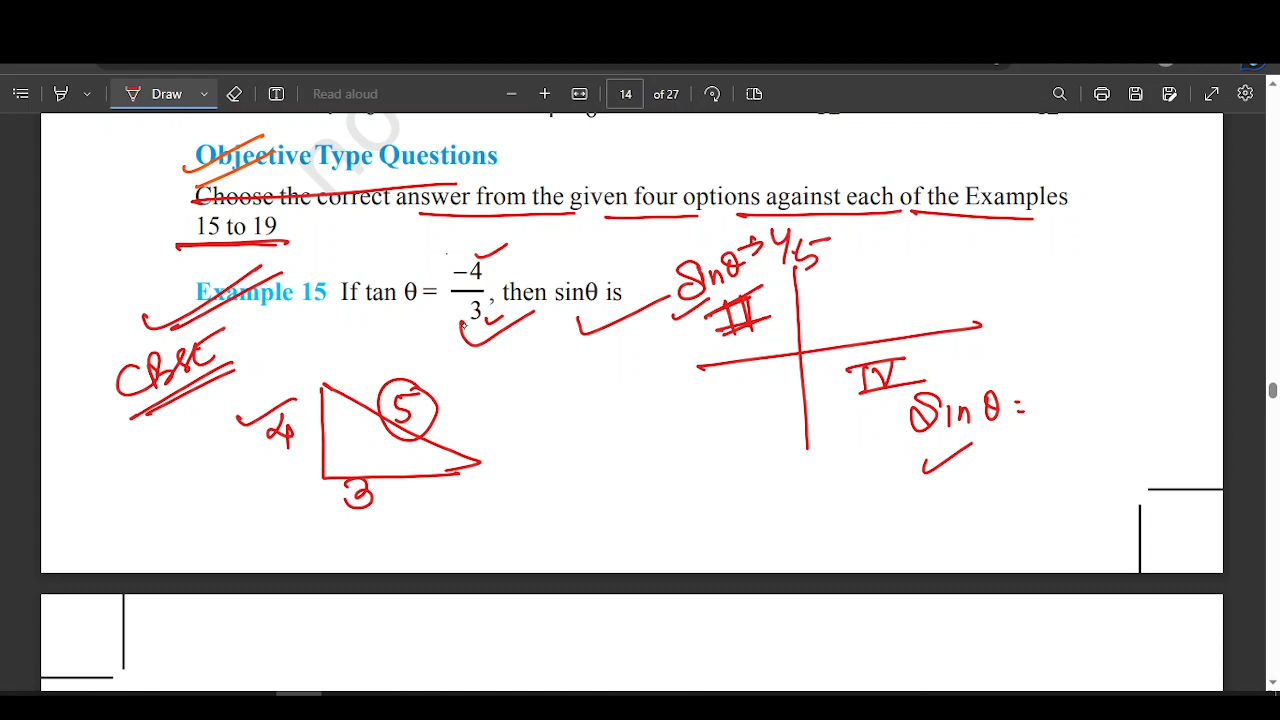 Draw
Read aloud
14 of 27
no
Objective Type Questions
Choose the correct answer from the given four options against each of the Examples
15 to 19
Example 15 If tan θ = −4/3, then sinθ is
sinθ → 4/5
II
IV
sin θ =
CBSE
4
5
3